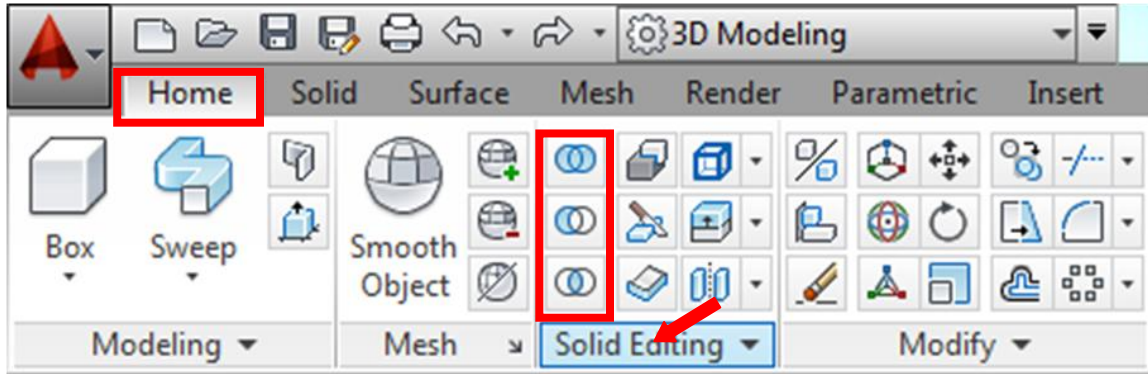 3D Modeling
Home Solid Surface Mesh Render Parametric Insert
Box Sweep Smooth Object
Modeling Mesh Solid Editing Modify